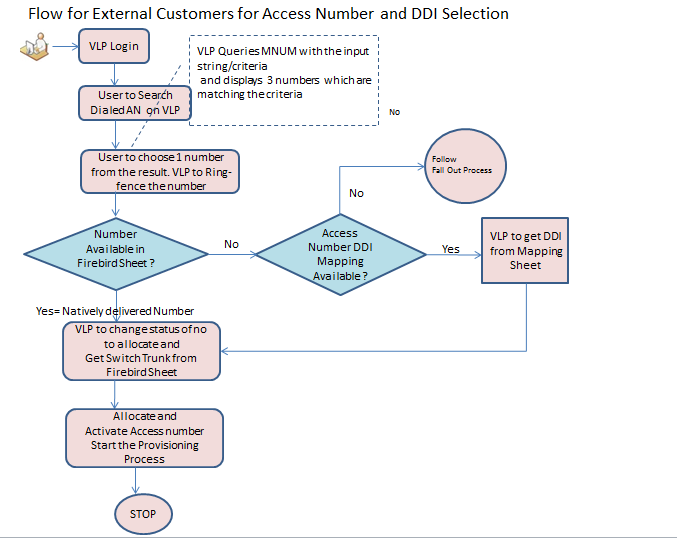 Flow for External Customers for Access Number and DDI Selection
VLP Login
VLP Queries MNUM with the input
string/criteria
and displays 3 numbers which are
matching the criteria
User to Search
Dialed AN on VLP
No
User to choose 1 number
from the result. VLP to Ring-
fence the number
Follow
Fall Out Process
No
Number
Available in
Firebird Sheet ?
No
Access
Number DDI
Mapping
Available ?
Yes
VLP to get DDI
from Mapping
Sheet
Yes= Natively delivered Number
VLP to change status of no
to allocate and
Get Switch Trunk from
Firebird Sheet
Allocate and
Activate Access number
Start the Provisioning
Process
STOP